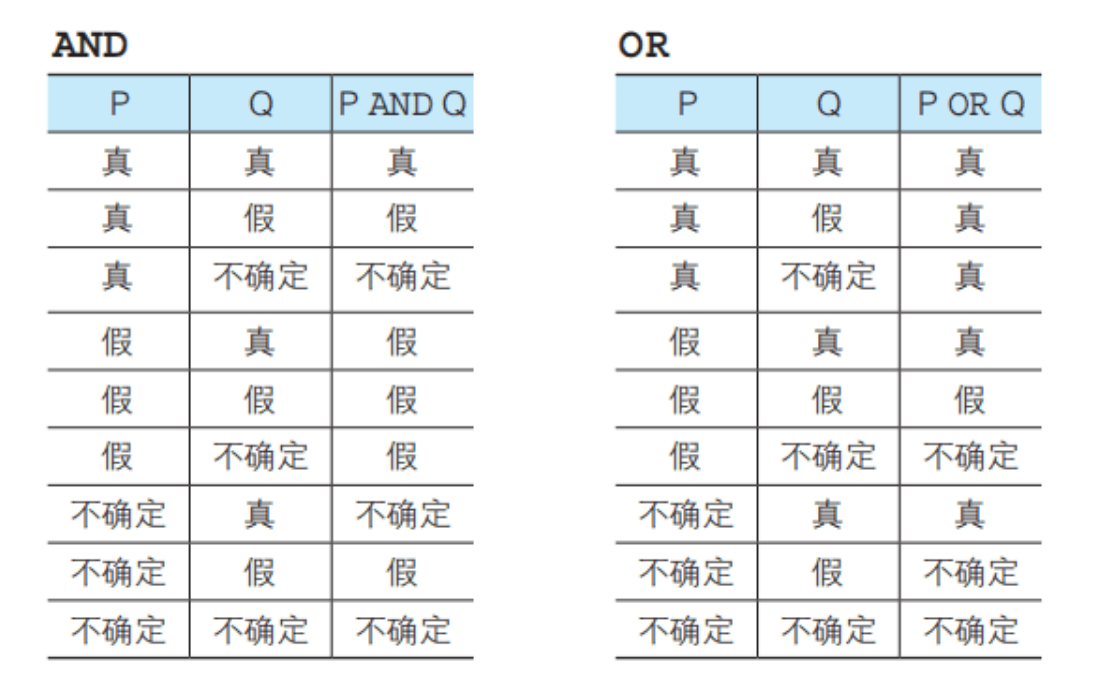 AND
P Q P AND Q
真 真 真
真 假 假
真 不确定 不确定
假 真 假
假 假 假
假 不确定 假
不确定 真 不确定
不确定 假 假
不确定 不确定 不确定
OR
P Q P OR Q
真 真 真
真 假 真
真 不确定 真
假 真 真
假 假 假
假 不确定 不确定
不确定 真 真
不确定 假 不确定
不确定 不确定 不确定